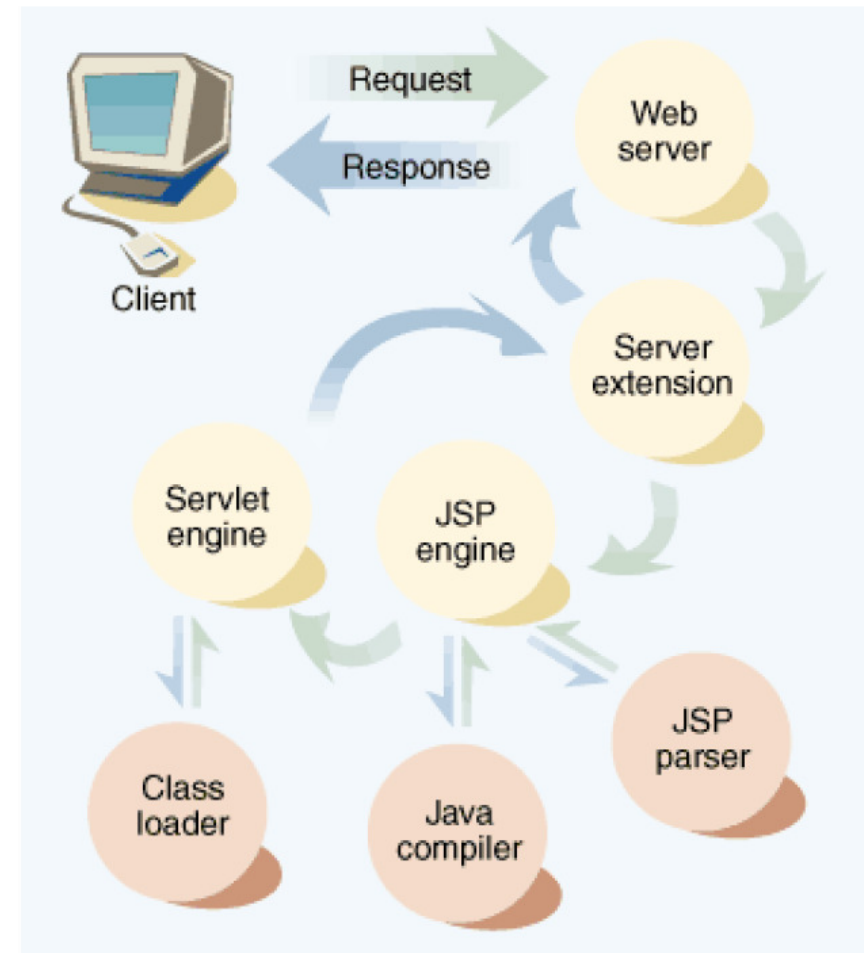 Request
Web
server
Response
Client
Server
extension
Servlet
engine
JSP
engine
JSP
parser
Class
loader
Java
compiler